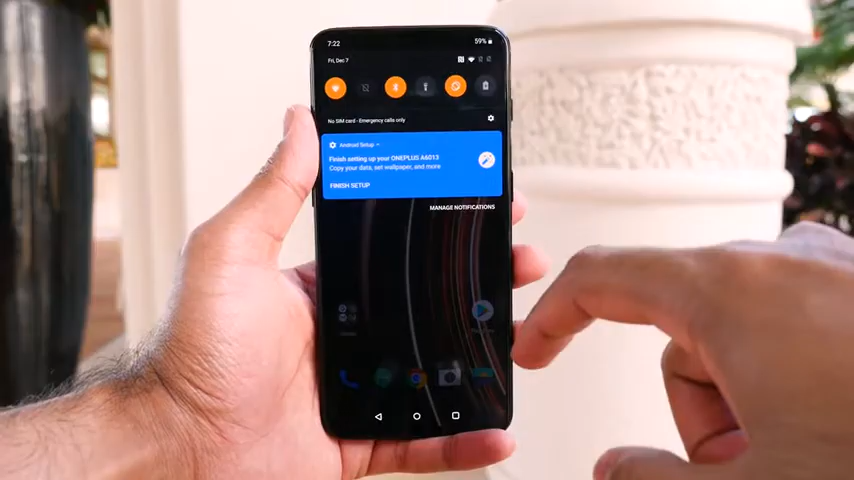 7:22
59%
Fri, Dec 7
No SIM card - Emergency calls only
Android Setup
Finish setting up your ONEPLUS A6013
Copy your data, set wallpaper, and more
FINISH SETUP
MANAGE NOTIFICATIONS